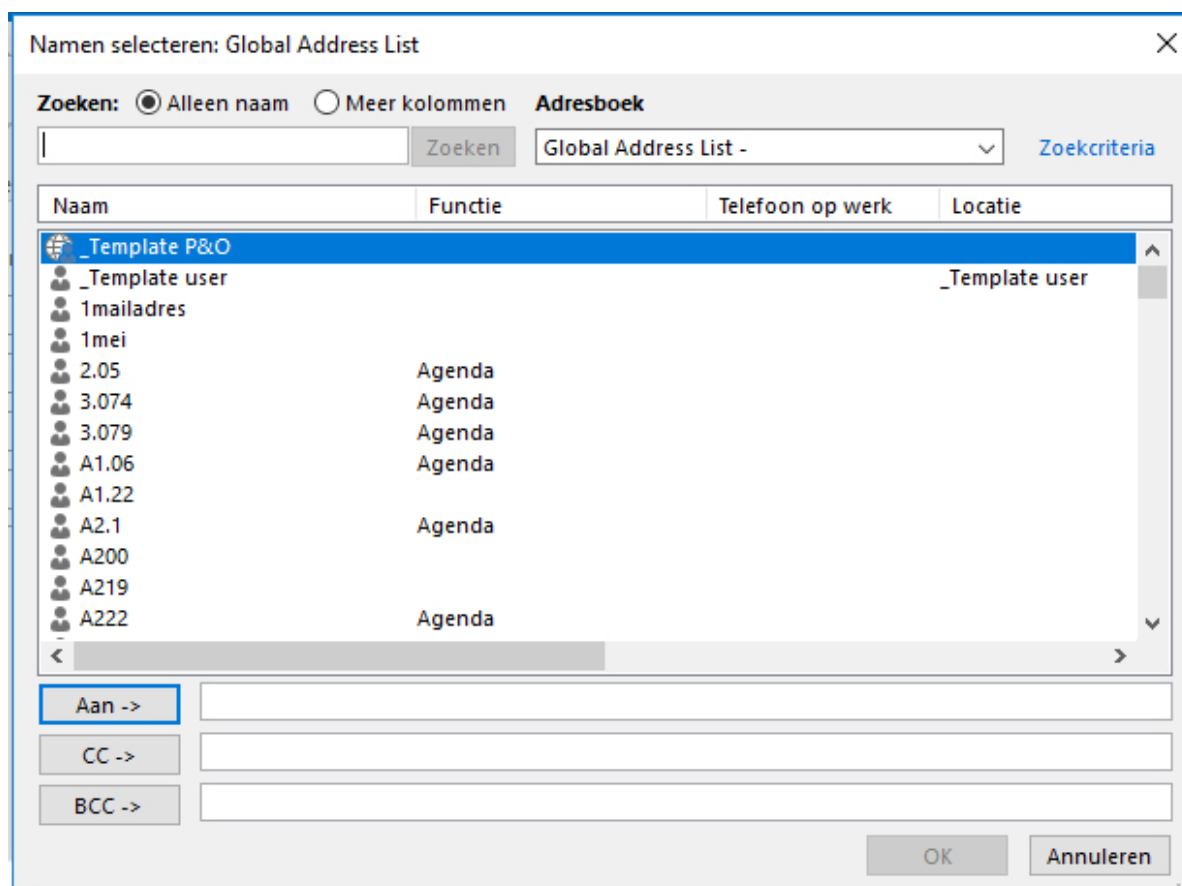 Namen selecteren: Global Address List
Zoeken: Alleen naam Meer kolommen Adresboek
Zoeken Global Address List - Zoekcriteria
Naam Functie Telefoon op werk Locatie
_Template P&O
_Template user _Template user
1mailadres
1mei
2.05 Agenda
3.074 Agenda
3.079 Agenda
A1.06 Agenda
A1.22
A2.1 Agenda
A200
A219
A222 Agenda
Aan ->
CC ->
BCC ->
OK Annuleren